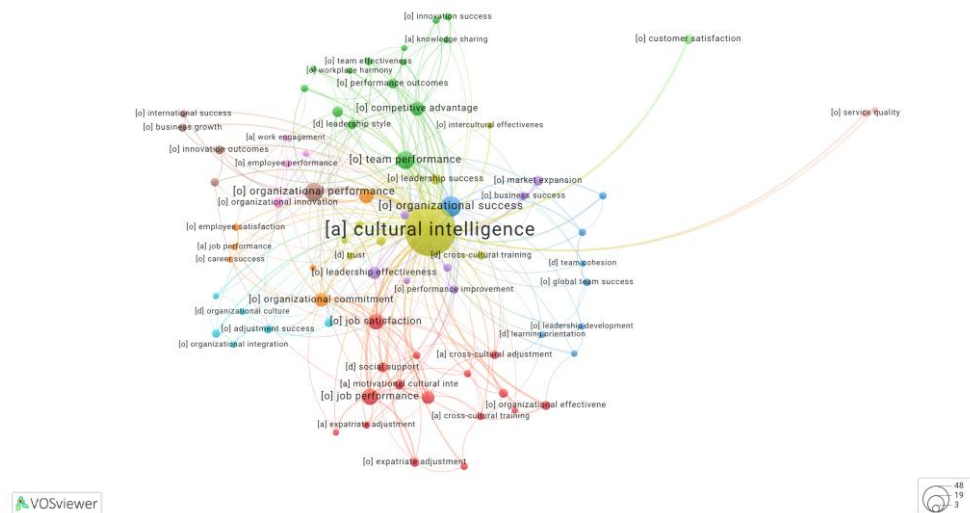 [o] innovation success
[a] knowledge sharing
[o] customer satisfaction
[o] team effectiveness
[o] workplace harmony
[o] performance outcomes
[o] competitive advantage
[o] service quality
[o] international success
[d] leadership style
[o] intercultural effectivenes
[o] business growth
[a] work engagement
[o] innovation outcomes
[o] team performance
[o] employee performance
[o] leadership success
[o] market expansion
[o] organizational performance
[o] business success
[o] organizational innovation
[o] organizational success
[o] employee satisfaction
[a] cultural intelligence
[a] job performance
[d] trust
[d] cross-cultural training
[o] career success
[d] team cohesion
[o] leadership effectiveness
[o] global team success
[o] performance improvement
[o] organizational commitment
[d] organizational culture
[o] job satisfaction
[o] leadership development
[o] adjustment success
[d] learning orientation
[o] organizational integration
[a] cross-cultural adjustment
[d] social support
[a] motivational cultural inte
[o] job performance
[o] organizational effectivene
[a] cross-cultural training
[a] expatriate adjustment
[o] expatriate adjustment
VOSviewer
48
19
3